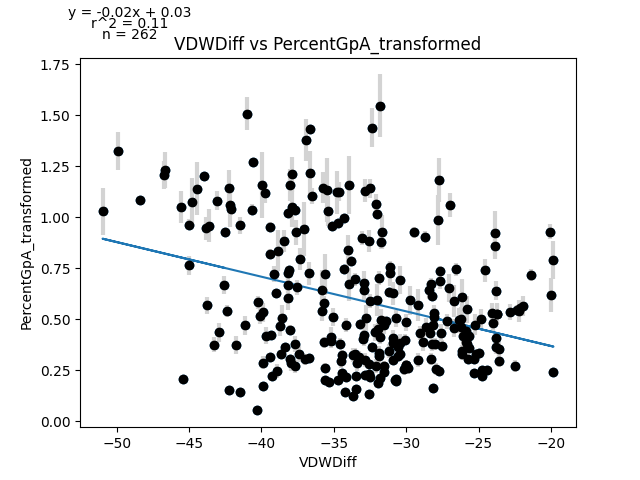 y = -0.02x + 0.03
r^2 = 0.11
n = 262
VDWDiff vs PercentGpA_transformed
1.75
1.50
1.25
1.00
0.75
0.50
0.25
0.00
PercentGpA_transformed
−50
−45
−40
−35
−30
−25
−20
VDWDiff